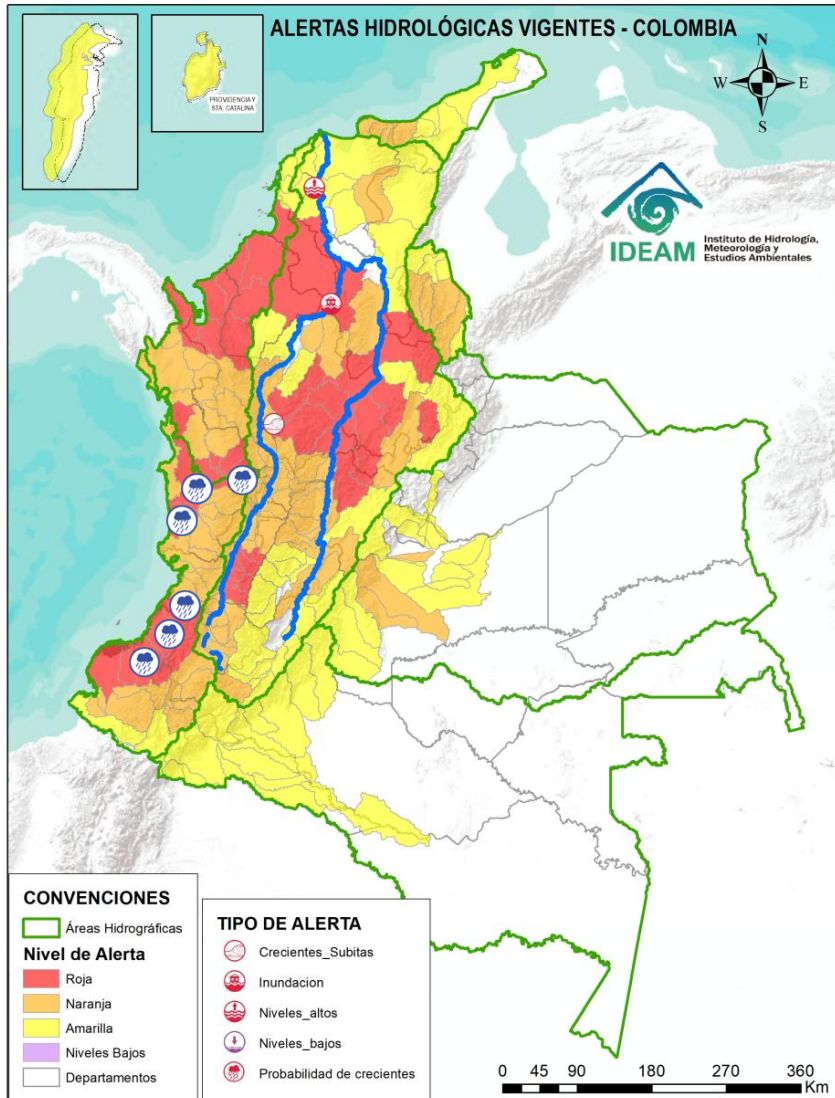 ALERTAS HIDROLÓGICAS VIGENTES - COLOMBIA
PROVIDENCIA Y
STA. CATALINA
N
W
E
S
IDEAM
Instituto de Hidrología,
Meteorología y
Estudios Ambientales
CONVENCIONES
Áreas Hidrográficas
Nivel de Alerta
Roja
Naranja
Amarilla
Niveles Bajos
Departamentos
TIPO DE ALERTA
Crecientes_Subitas
Inundacion
Niveles_altos
Niveles_bajos
Probabilidad de crecientes
0 45 90 180 270 360
Km